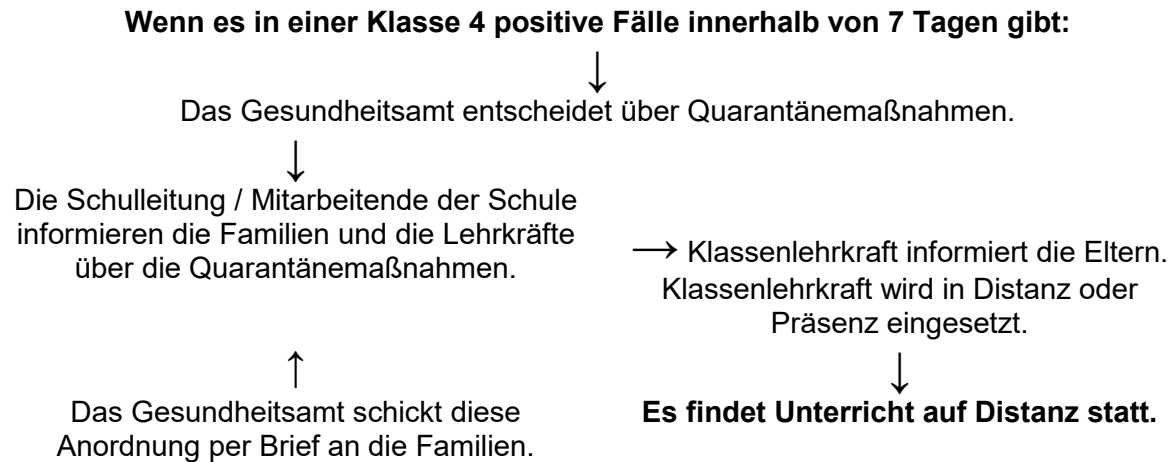 Wenn es in einer Klasse 4 positive Fälle innerhalb von 7 Tagen gibt:
↓
Das Gesundheitsamt entscheidet über Quarantänemaßnahmen.
↓
Die Schulleitung / Mitarbeitende der Schule
informieren die Familien und die Lehrkräfte
über die Quarantänemaßnahmen.
→ Klassenlehrkraft informiert die Eltern.
Klassenlehrkraft wird in Distanz oder
Präsenz eingesetzt.
↑
Das Gesundheitsamt schickt diese
Anordnung per Brief an die Familien.
↓
Es findet Unterricht auf Distanz statt.